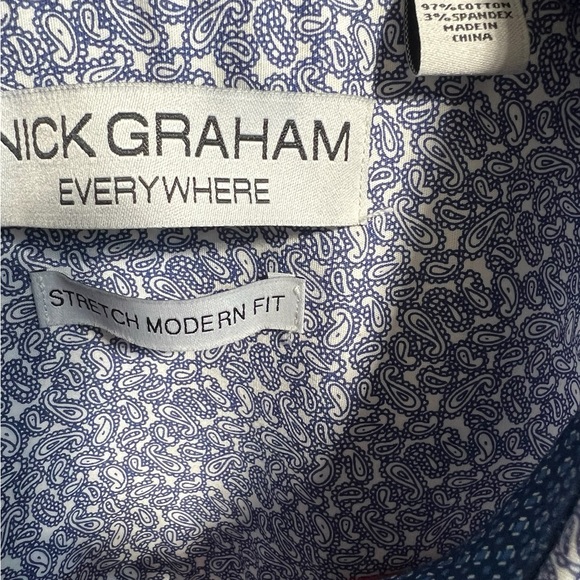 97% COTTON
3% SPANDEX
MADE IN
CHINA
NICK GRAHAM
EVERYWHERE
STRETCH MODERN FIT